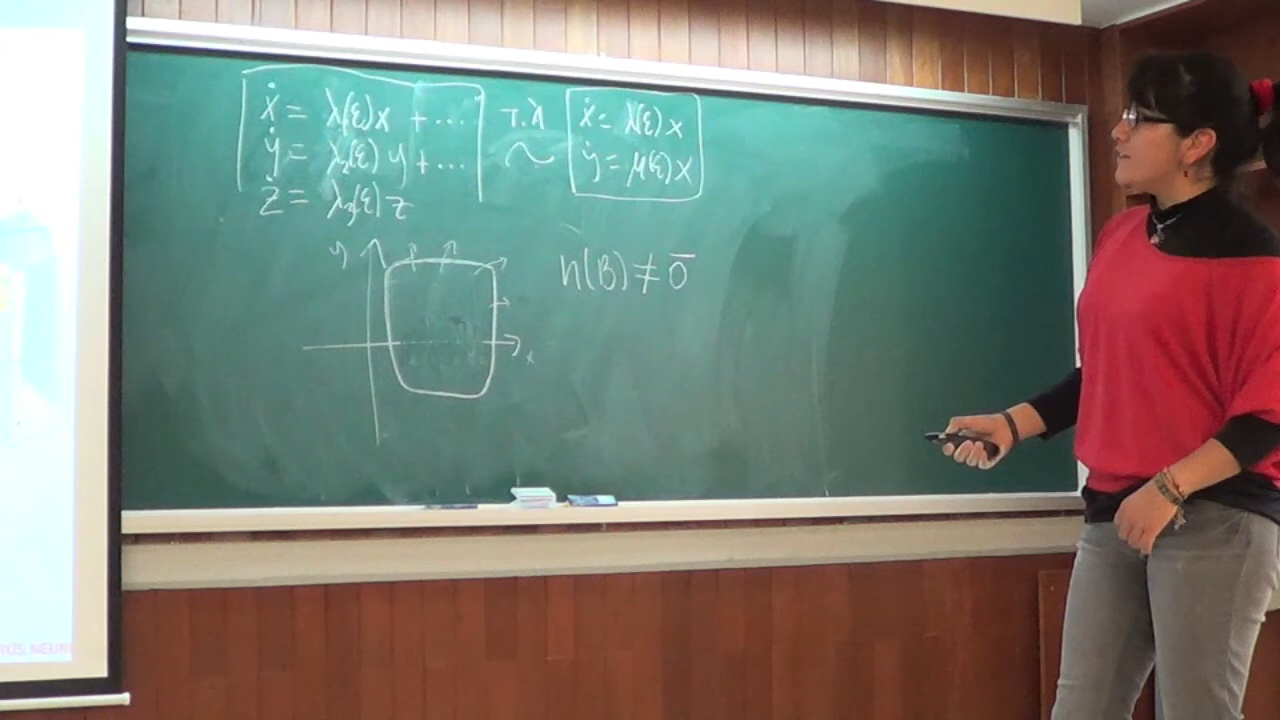 ẋ = λ(ε)x + ...
ẏ = λ₂(ε) y + ...
ż = λ₃(ε) z
T.λ
~
ẋ = λ(ε) x
ẏ = μ(ε) x
y
x
n(B) ≠ 0̄